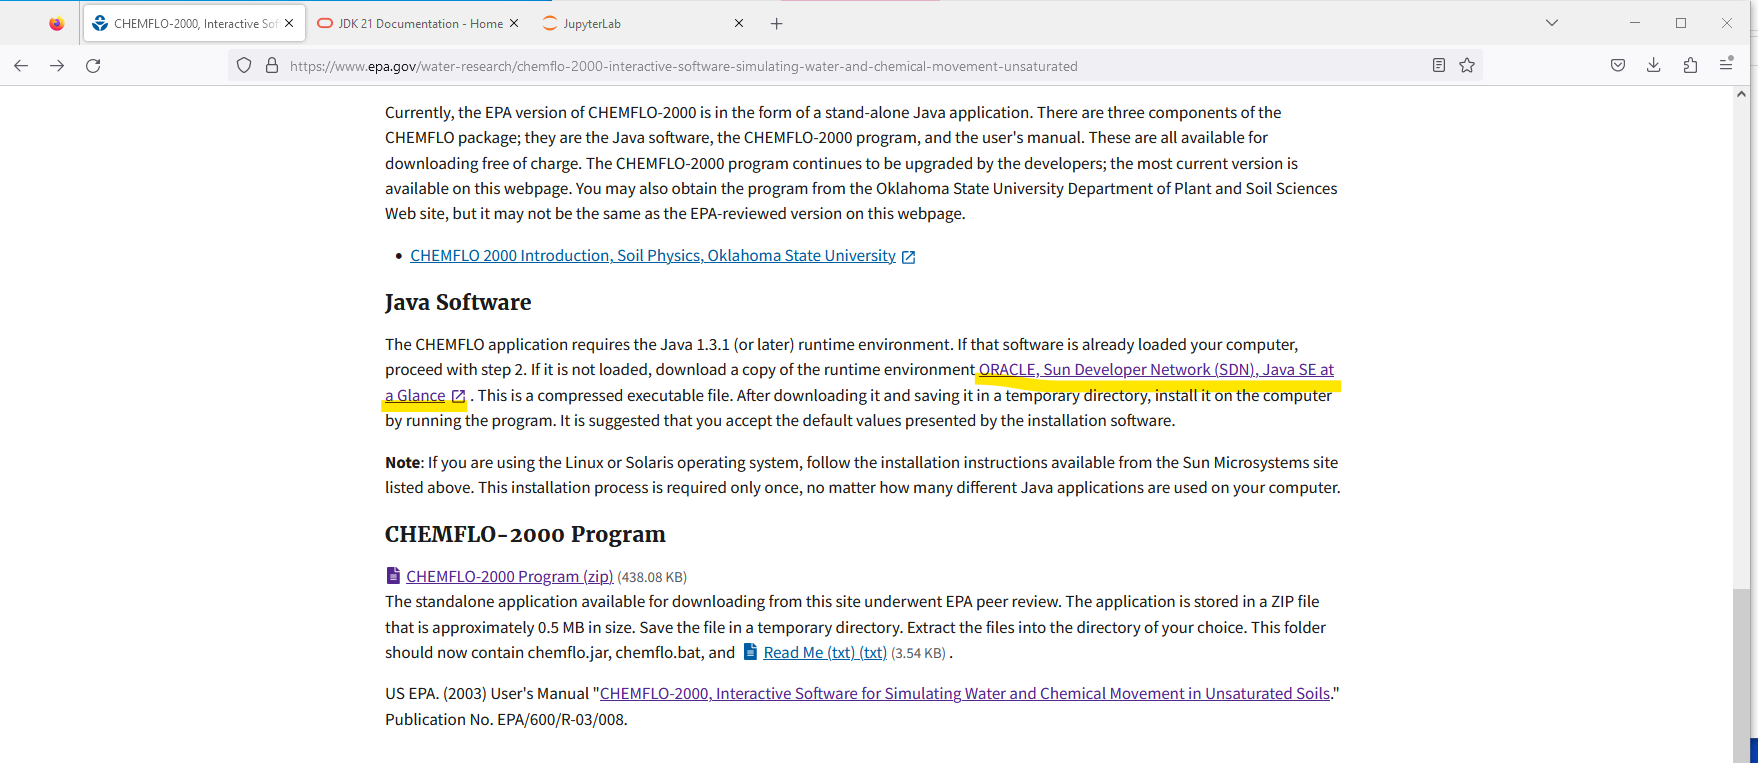 CHEMFLO-2000, Interactive Sof
JDK 21 Documentation - Home
JupyterLab
https://www.epa.gov/water-research/chemflo-2000-interactive-software-simulating-water-and-chemical-movement-unsaturated
Currently, the EPA version of CHEMFLO-2000 is in the form of a stand-alone Java application. There are three components of the
CHEMFLO package; they are the Java software, the CHEMFLO-2000 program, and the user's manual. These are all available for
downloading free of charge. The CHEMFLO-2000 program continues to be upgraded by the developers; the most current version is
available on this webpage. You may also obtain the program from the Oklahoma State University Department of Plant and Soil Sciences
Web site, but it may not be the same as the EPA-reviewed version on this webpage.
• CHEMFLO 2000 Introduction, Soil Physics, Oklahoma State University
Java Software
The CHEMFLO application requires the Java 1.3.1 (or later) runtime environment. If that software is already loaded your computer,
proceed with step 2. If it is not loaded, download a copy of the runtime environment ORACLE, Sun Developer Network (SDN), Java SE at
a Glance . This is a compressed executable file. After downloading it and saving it in a temporary directory, install it on the computer
by running the program. It is suggested that you accept the default values presented by the installation software.
Note: If you are using the Linux or Solaris operating system, follow the installation instructions available from the Sun Microsystems site
listed above. This installation process is required only once, no matter how many different Java applications are used on your computer.
CHEMFLO-2000 Program
CHEMFLO-2000 Program (zip) (438.08 KB)
The standalone application available for downloading from this site underwent EPA peer review. The application is stored in a ZIP file
that is approximately 0.5 MB in size. Save the file in a temporary directory. Extract the files into the directory of your choice. This folder
should now contain chemflo.jar, chemflo.bat, and Read Me (txt) (txt) (3.54 KB) .
US EPA. (2003) User's Manual "CHEMFLO-2000, Interactive Software for Simulating Water and Chemical Movement in Unsaturated Soils."
Publication No. EPA/600/R-03/008.